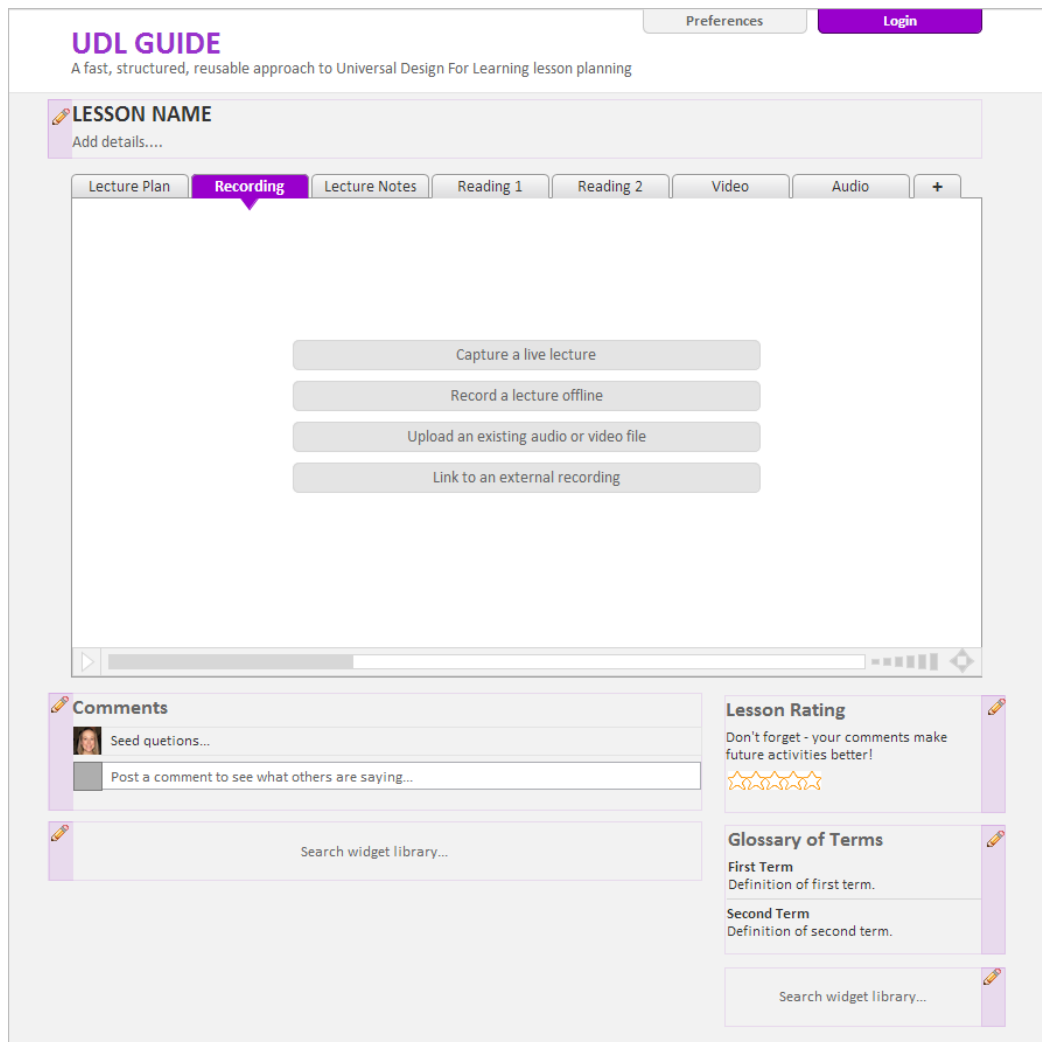 Preferences
Login
UDL GUIDE
A fast, structured, reusable approach to Universal Design For Learning lesson planning
LESSON NAME
Add details....
Lecture Plan
Recording
Lecture Notes
Reading 1
Reading 2
Video
Audio
+
Capture a live lecture
Record a lecture offline
Upload an existing audio or video file
Link to an external recording
Comments
Seed quetions...
Post a comment to see what others are saying...
Search widget library...
Lesson Rating
Don't forget - your comments make
future activities better!
Glossary of Terms
First Term
Definition of first term.
Second Term
Definition of second term.
Search widget library...